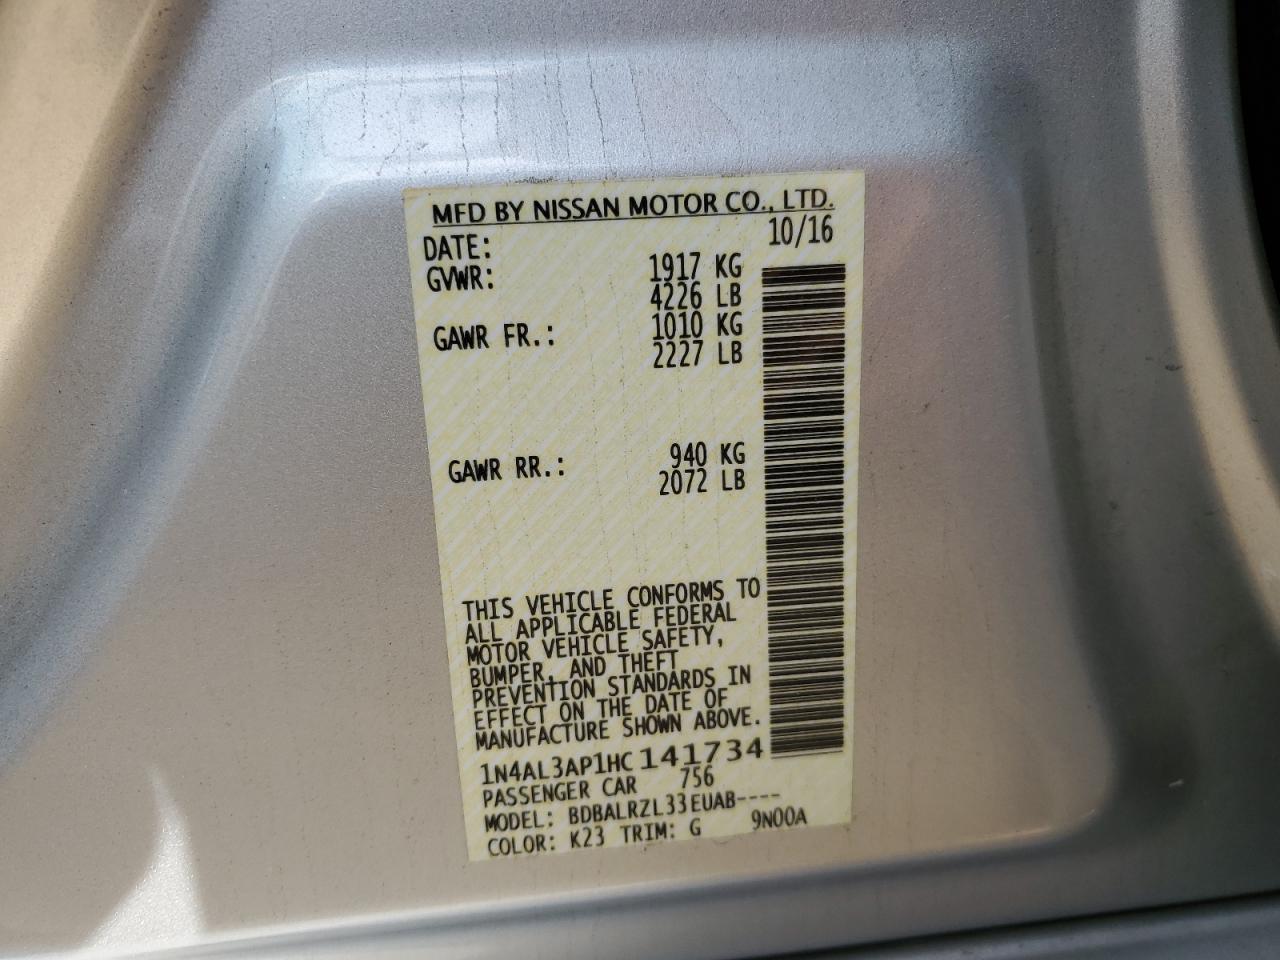 MFD BY NISSAN MOTOR CO., LTD.
DATE: 10/16
GVWR: 1917 KG
4226 LB
GAWR FR.: 1010 KG
2227 LB
GAWR RR.: 940 KG
2072 LB
THIS VEHICLE CONFORMS TO
ALL APPLICABLE FEDERAL
MOTOR VEHICLE SAFETY,
BUMPER, AND THEFT
PREVENTION STANDARDS IN
EFFECT ON THE DATE OF
MANUFACTURE SHOWN ABOVE.
1N4AL3AP1HC141734
PASSENGER CAR 756
MODEL: BDBALRZL33EUAB----
COLOR: K23 TRIM: G 9N00A